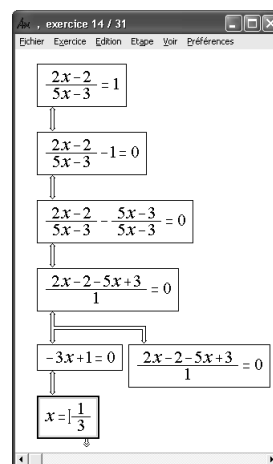 Aplix , exercice 14 / 31
Fichier Exercice Edition Etape Voir Préférences
(2x-2)/(5x-3) = 1
(2x-2)/(5x-3) -1 = 0
(2x-2)/(5x-3) - (5x-3)/(5x-3) = 0
(2x-2-5x+3)/1 = 0
-3x+1 = 0
(2x-2-5x+3)/1 = 0
x = 1/3